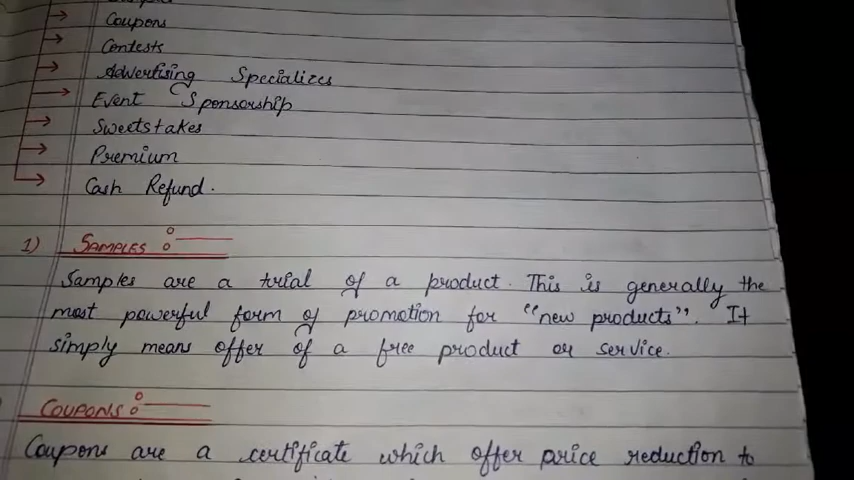 Coupons
Contests
Advertising Specializes
Event Sponsorship
Sweetstakes
Premium
Cash Refund.
1) SAMPLES :-
Samples are a trial of a product. This is generally the
most powerful form of promotion for "new products". It
simply means offer of a free product or service.
COUPONS :-
Coupons are a certificate which offer price reduction to